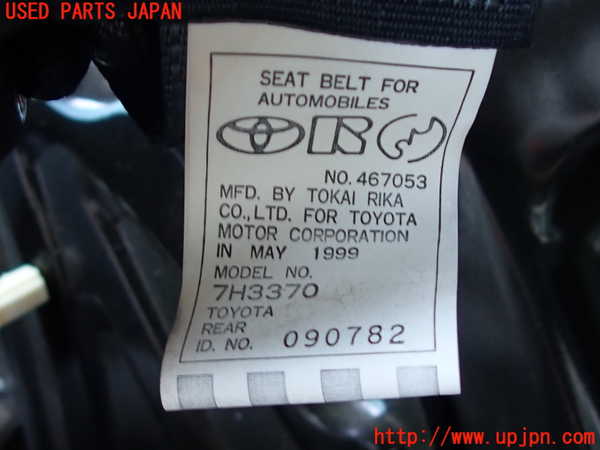 USED PARTS JAPAN
SEAT BELT FOR
AUTOMOBILES
NO. 467053
MFD. BY TOKAI RIKA
CO.,LTD. FOR TOYOTA
MOTOR CORPORATION
IN MAY 1999
MODEL NO.
7H3370
TOYOTA
REAR
ID. NO. 090782
http://www.upjpn.com/